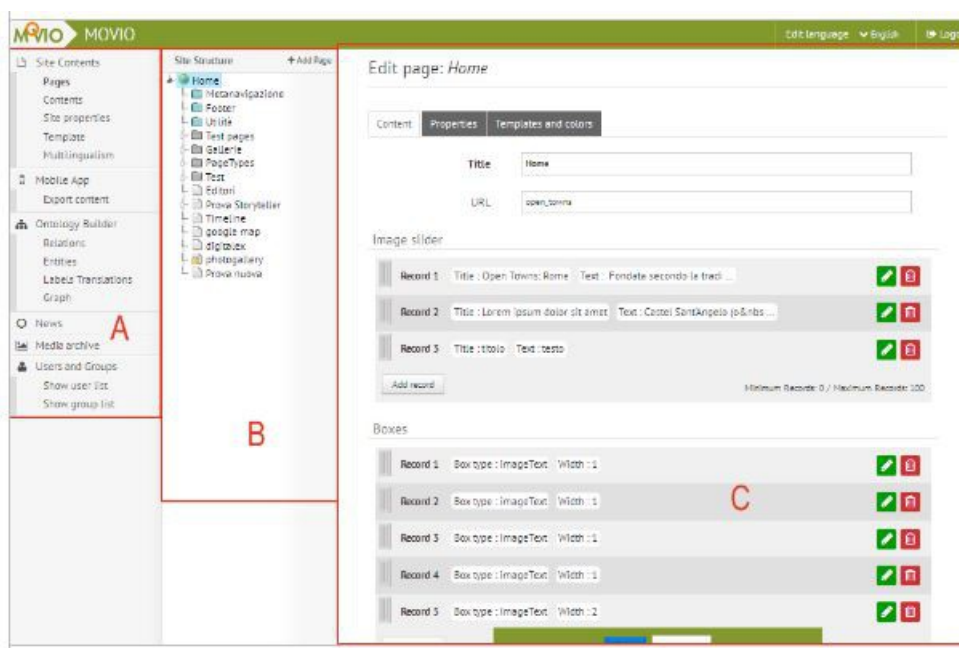 MOVIO MOVIO
Edit language English Logo
Site Contents
Pages
Contents
Site properties
Template
Multilingualism
Mobile App
Export content
Ontology Builder
Relations
Entities
Labels Translations
Graph
News
Media archive
Users and Groups
Show user list
Show group list
A
Site Structure + Add Page
Home
Metanavigazione
Footer
Utilità
Test pages
Gallerie
PageTypes
Test
Editori
Prova Storyteller
Timeline
google map
digitalex
photogallery
Prova nuova
B
Edit page: Home
Content Properties Templates and colors
Title Home
URL open_towns
Image slider
Record 1 Title : Open Towns: Rome Text : Fondata secondo la tradi ...
Record 2 Title : Lorem ipsum dolor sit amet Text : Castel Sant'Angelo (o&nbs ...
Record 3 Title : titolo Text : testo
Add record Minimum Records: 0 / Maximum Records: 100
Boxes
Record 1 Box type : ImageText Width : 1
Record 2 Box type : ImageText Width : 1
Record 3 Box type : ImageText Width : 1
Record 4 Box type : ImageText Width : 1
Record 5 Box type : ImageText Width : 2
C